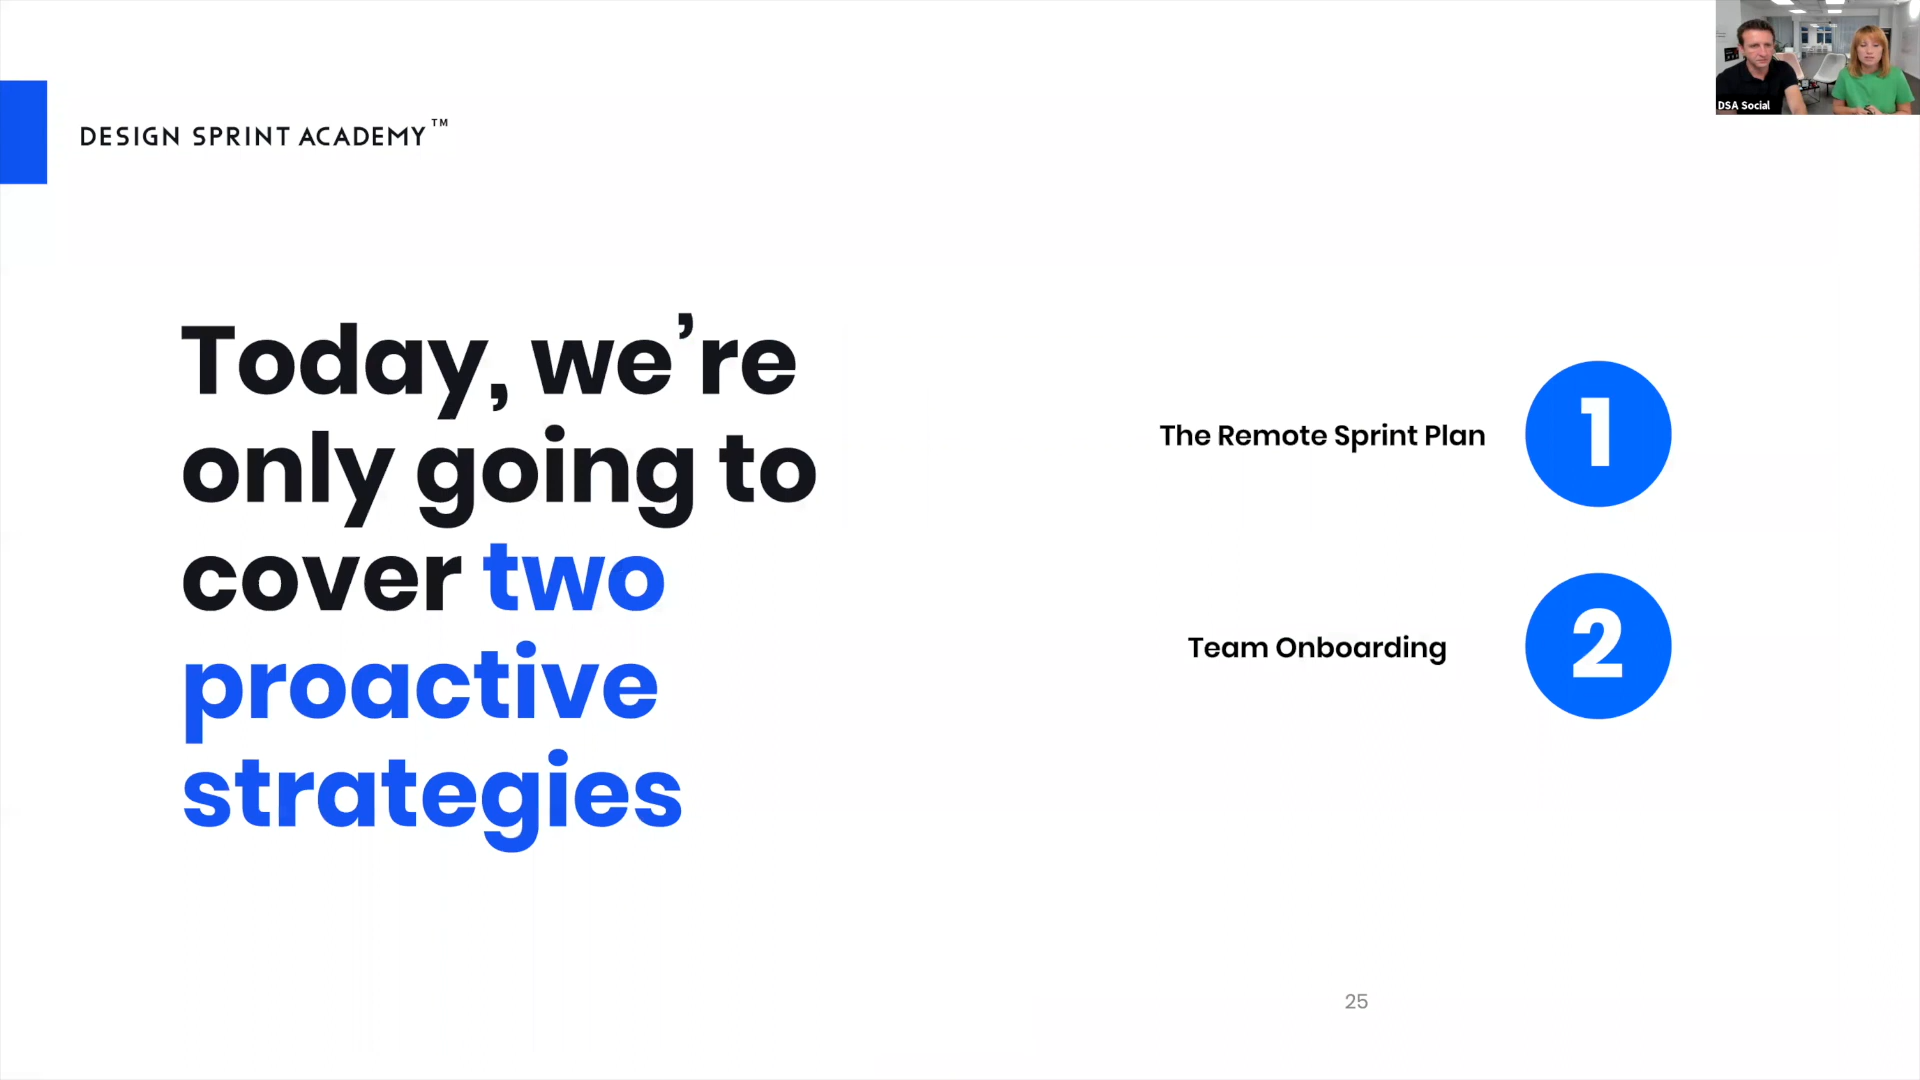 DESIGN SPRINT ACADEMY™
DSA Social
Today, we’re
only going to
cover two
proactive
strategies
The Remote Sprint Plan
1
Team Onboarding
2
25